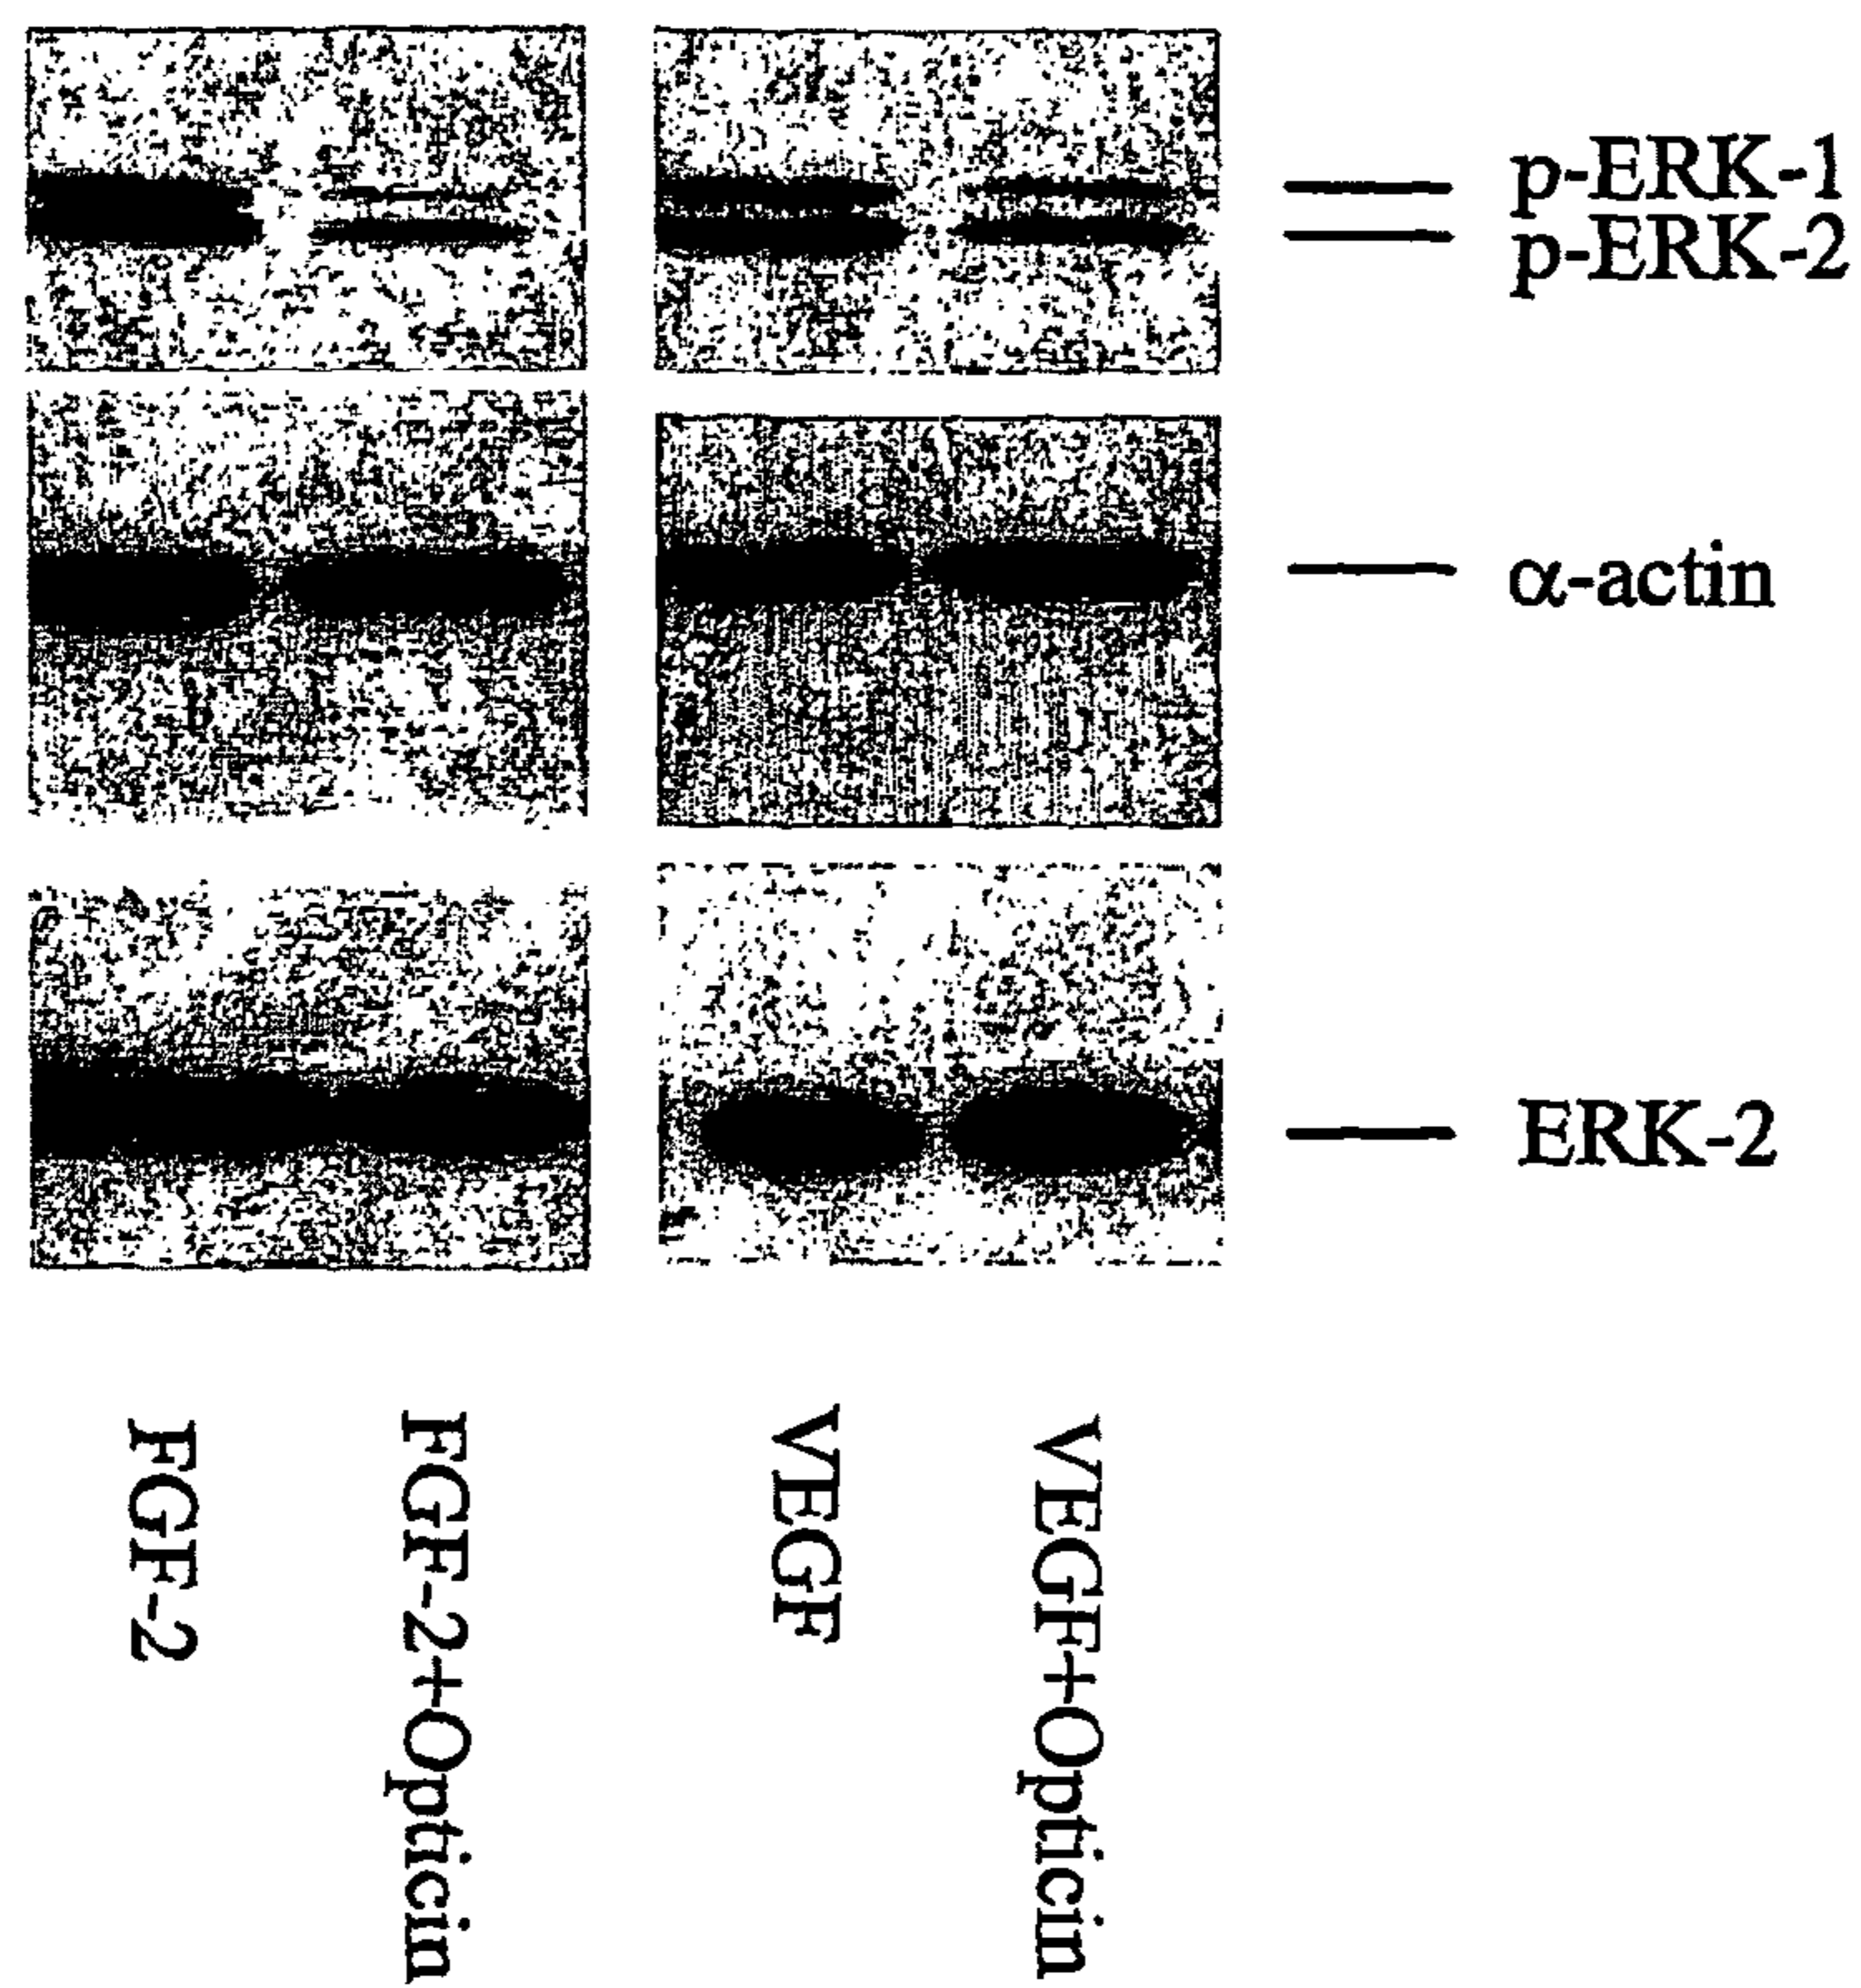 p-ERK-1
p-ERK-2
α-actin
ERK-2
FGF-2
FGF-2+Opticin
VEGF
VEGF+Opticin